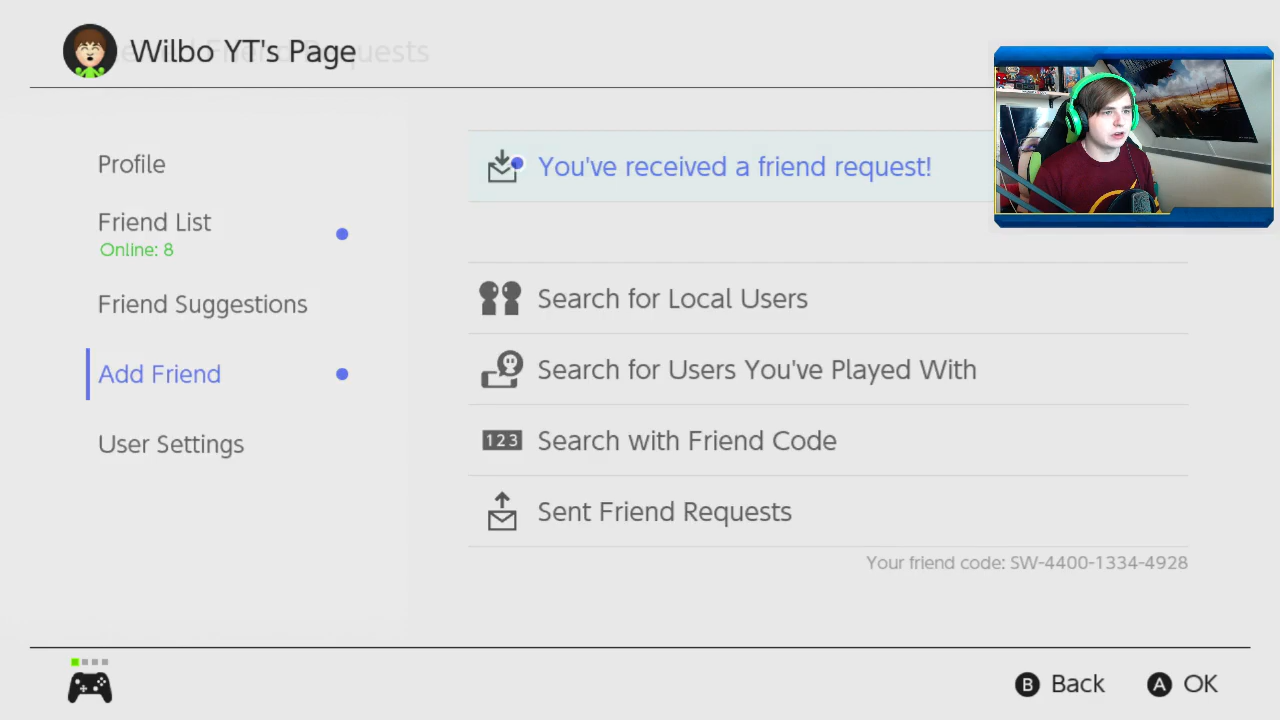 Wilbo YT's Page
Profile
Friend List
Online: 8
Friend Suggestions
Add Friend
User Settings
You've received a friend request!
Search for Local Users
Search for Users You've Played With
123 Search with Friend Code
Sent Friend Requests
Your friend code: SW-4400-1334-4928
B Back A OK